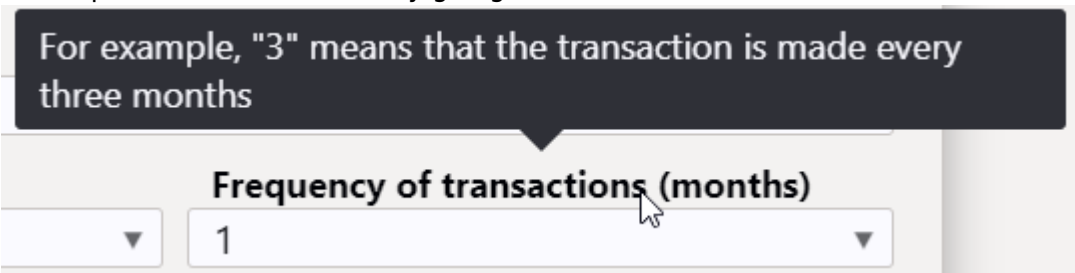 For example, "3" means that the transaction is made every
three months
Frequency of transactions (months)
1